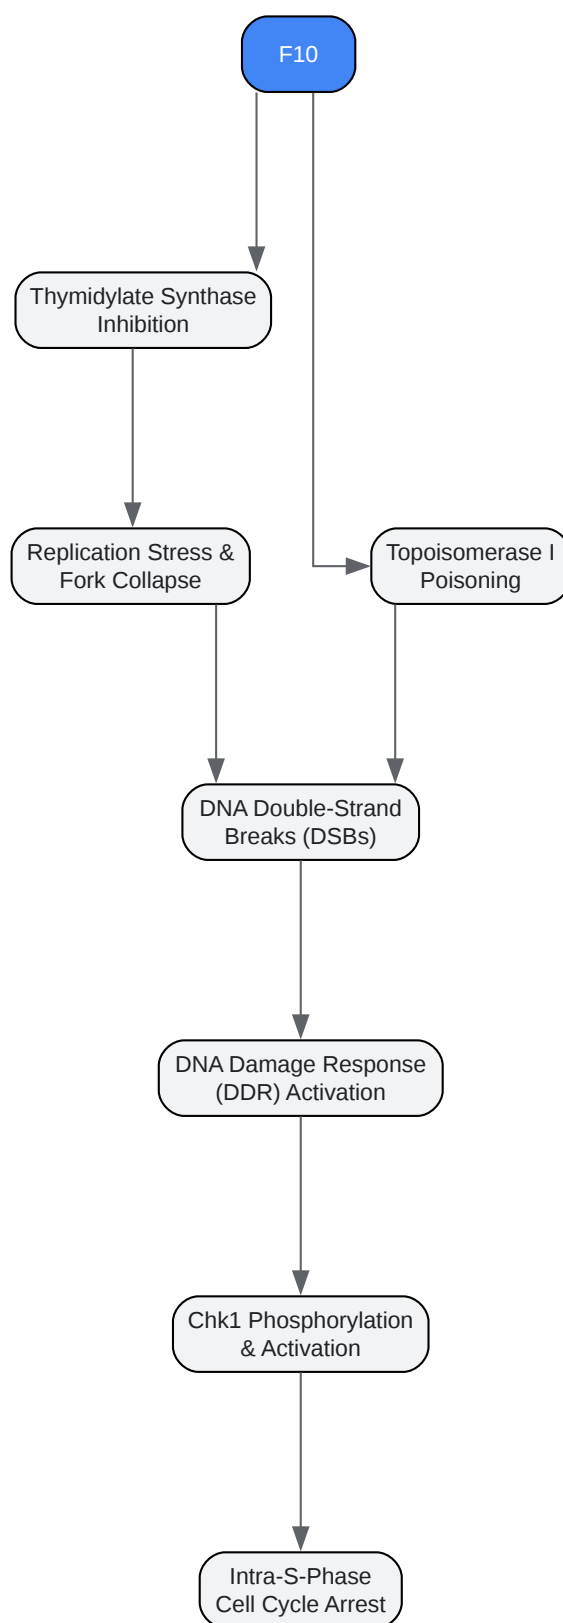 F10
Thymidylate Synthase
Inhibition
Replication Stress &
Fork Collapse
Topoisomerase I
Poisoning
DNA Double-Strand
Breaks (DSBs)
DNA Damage Response
(DDR) Activation
Chk1 Phosphorylation
& Activation
Intra-S-Phase
Cell Cycle Arrest